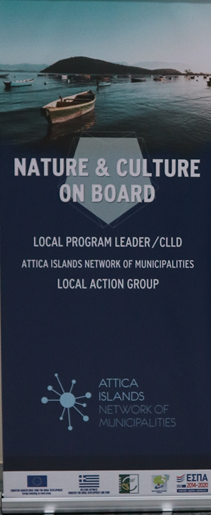 NATURE & CULTURE
ON BOARD
LOCAL PROGRAM LEADER/CLLD
ATTICA ISLANDS NETWORK OF MUNICIPALITIES
LOCAL ACTION GROUP
ATTICA
ISLANDS
NETWORK OF
MUNICIPALITIES
ΕΣΠΑ
2014-2020